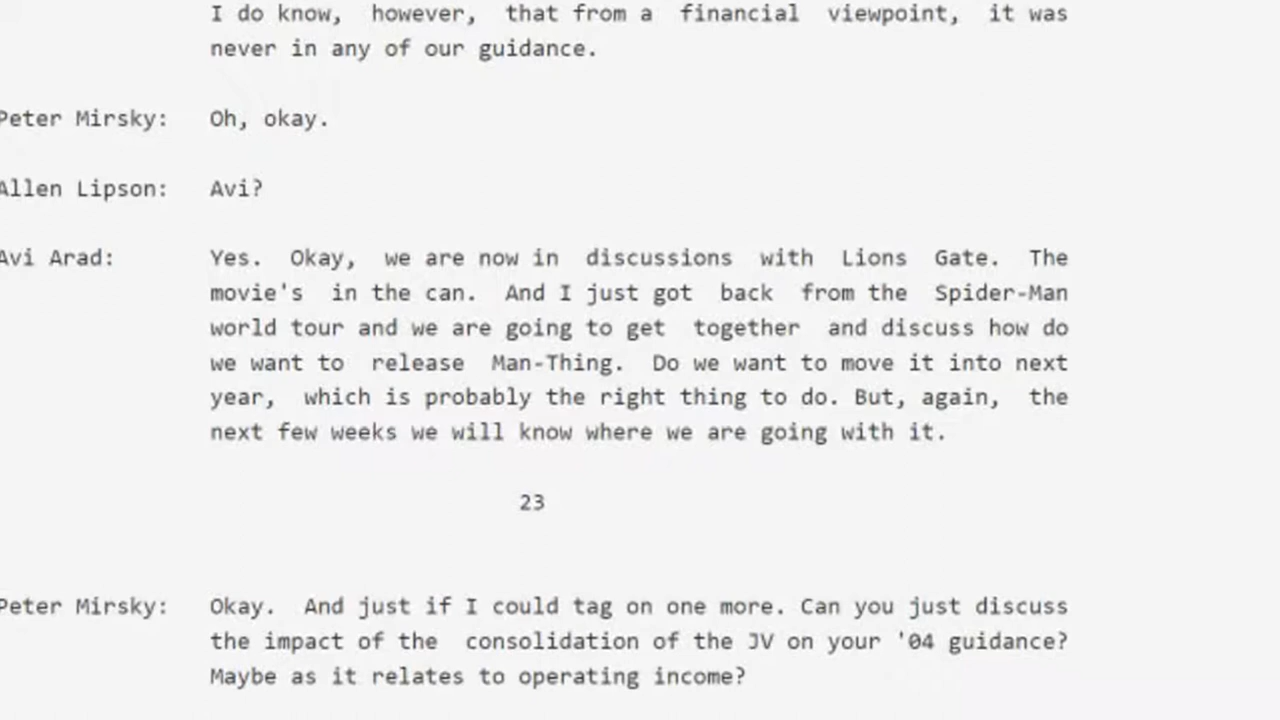 I do know, however, that from a financial viewpoint, it was
never in any of our guidance.
Peter Mirsky: Oh, okay.
Allen Lipson: Avi?
Avi Arad: Yes. Okay, we are now in discussions with Lions Gate. The
movie's in the can. And I just got back from the Spider-Man
world tour and we are going to get together and discuss how do
we want to release Man-Thing. Do we want to move it into next
year, which is probably the right thing to do. But, again, the
next few weeks we will know where we are going with it.
23
Peter Mirsky: Okay. And just if I could tag on one more. Can you just discuss
the impact of the consolidation of the JV on your '04 guidance?
Maybe as it relates to operating income?